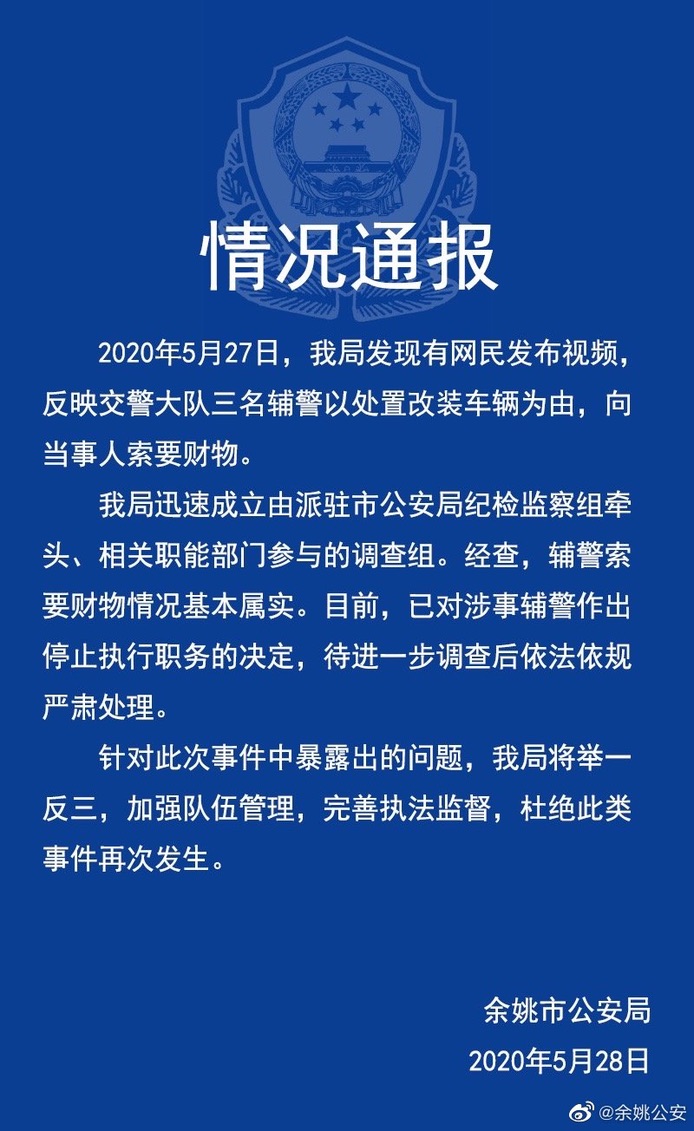 情况通报
2020年5月27日，我局发现有网民发布视频，
反映交警大队三名辅警以处置改装车辆为由，向
当事人索要财物。
我局迅速成立由派驻市公安局纪检监察组牵
头、相关职能部门参与的调查组。经查，辅警索
要财物情况基本属实。目前，已对涉事辅警作出
停止执行职务的决定，待进一步调查后依法依规
严肃处理。
针对此次事件中暴露出的问题，我局将举一
反三，加强队伍管理，完善执法监督，杜绝此类
事件再次发生。
余姚市公安局
2020年5月28日
@余姚公安